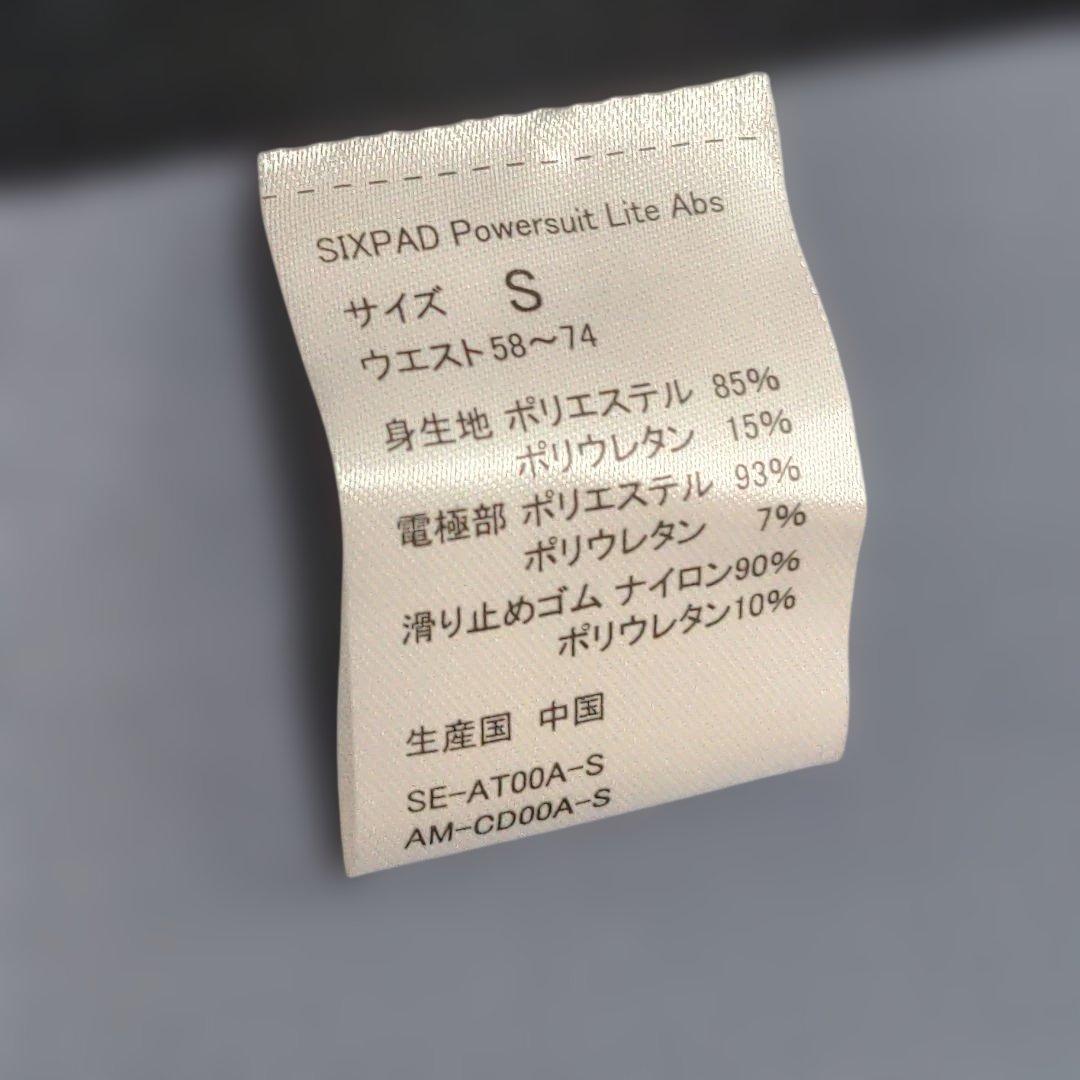 SIXPAD Powersuit Lite Abs
サイズ S
ウエスト58～74
身生地 ポリエステル 85%
ポリウレタン 15%
電極部 ポリエステル 93%
ポリウレタン 7%
滑り止めゴム ナイロン90%
ポリウレタン10%
生産国 中国
SE-AT00A-S
AM-CD00A-S